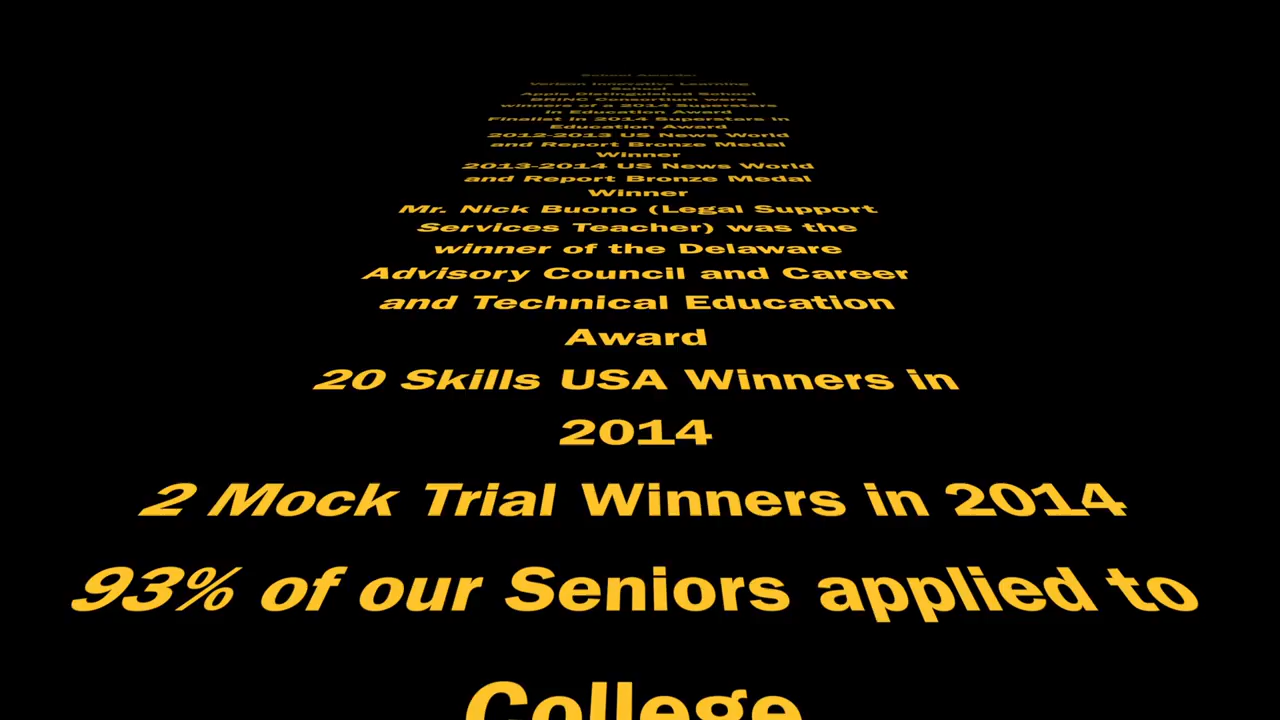 School Awards:
Verizon Innovative Learning
School
Apple Distinguished School
BRINC Consortium were
winners of a 2014 Superstars
in Education Award
Finalist in 2014 Superstars in
Education Award
2012-2013 US News World
and Report Bronze Medal
Winner
2013-2014 US News World
and Report Bronze Medal
Winner
Mr. Nick Buono (Legal Support
Services Teacher) was the
winner of the Delaware
Advisory Council and Career
and Technical Education
Award
20 Skills USA Winners in
2014
2 Mock Trial Winners in 2014
93% of our Seniors applied to
College